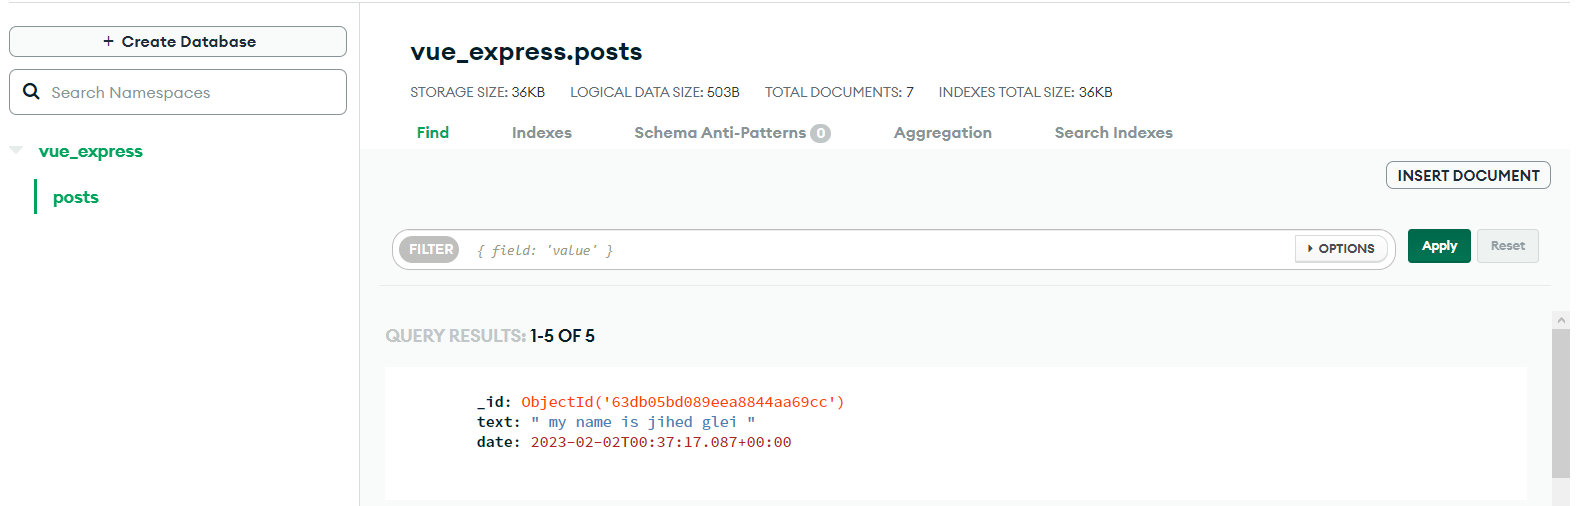 + Create Database
Search Namespaces
vue_express
posts
vue_express.posts
STORAGE SIZE: 36KB LOGICAL DATA SIZE: 503B TOTAL DOCUMENTS: 7 INDEXES TOTAL SIZE: 36KB
Find Indexes Schema Anti-Patterns 0 Aggregation Search Indexes
INSERT DOCUMENT
FILTER { field: 'value' } OPTIONS Apply Reset
QUERY RESULTS: 1-5 OF 5
_id: ObjectId('63db05bd089eea8844aa69cc')
text: " my name is jihed glei "
date: 2023-02-02T00:37:17.087+00:00